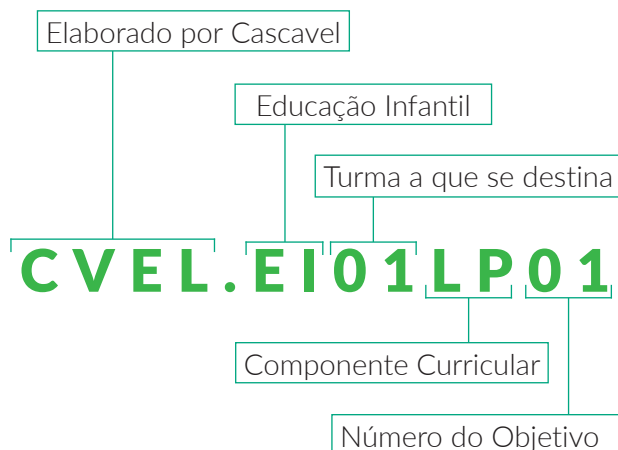 Elaborado por Cascavel
Educação Infantil
Turma a que se destina
CVEL.EI01LP01
Componente Curricular
Número do Objetivo